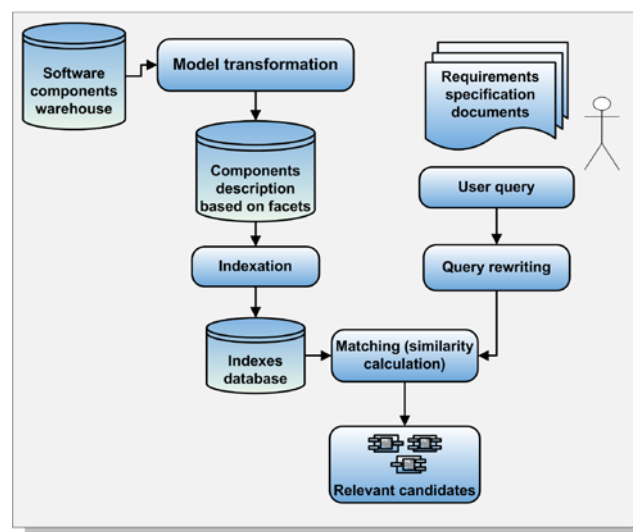 Software
components
warehouse
Model transformation
Requirements
specification
documents
Components
description
based on facets
User query
Indexation
Query rewriting
Indexes
database
Matching (similarity
calculation)
Relevant candidates